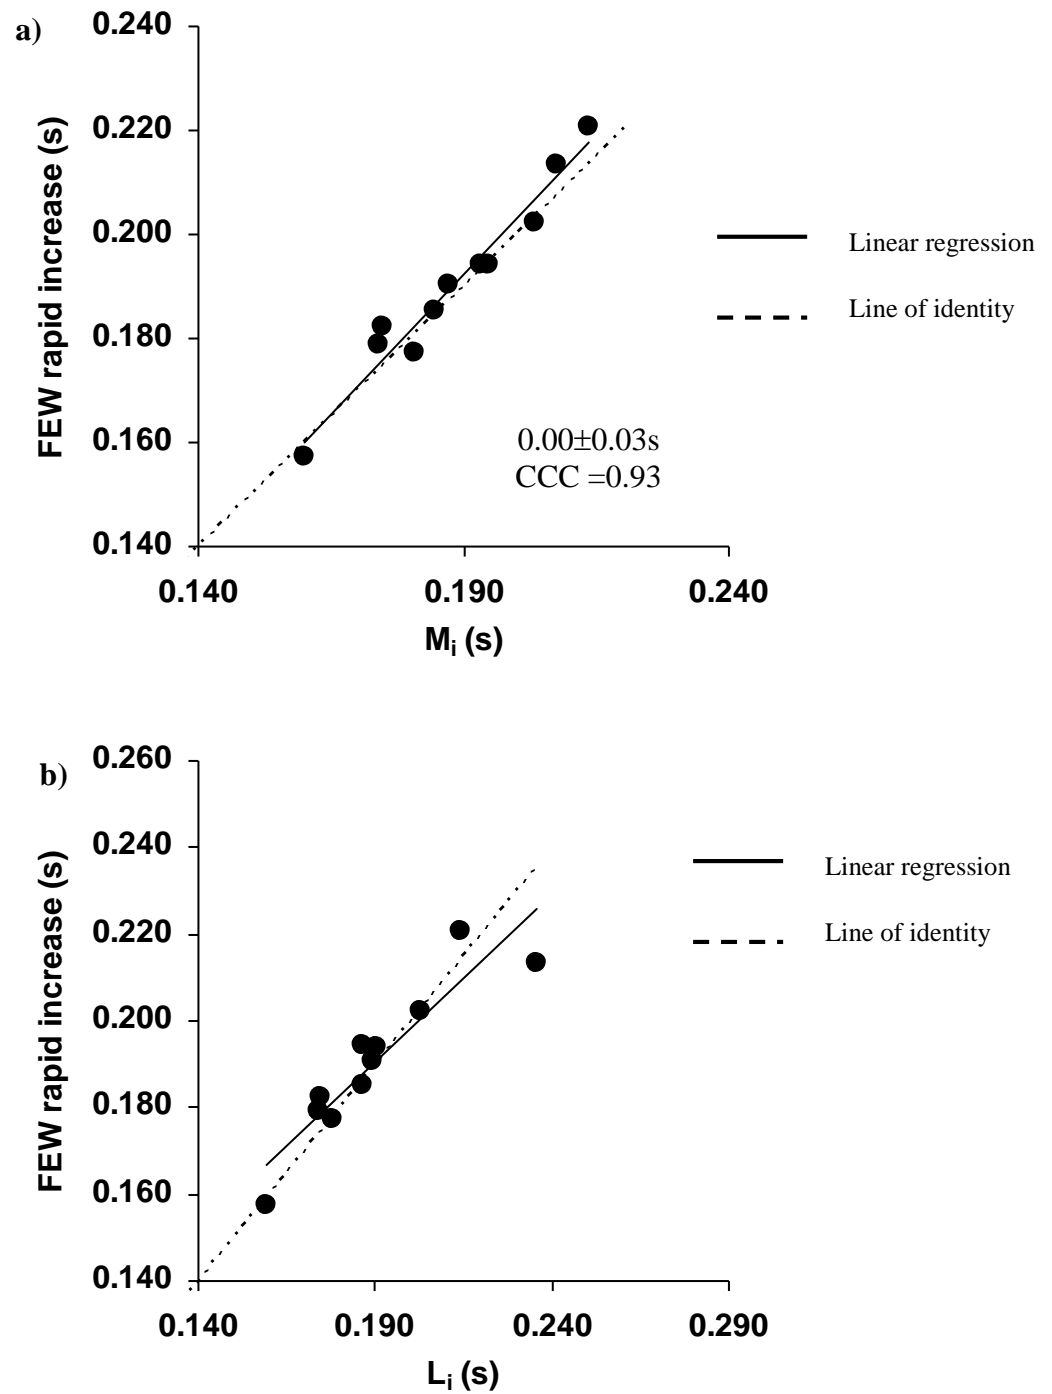 a)
0.240
0.220
0.200
0.180
0.160
0.140
FEW rapid increase (s)
Linear regression
Line of identity
0.00±0.03s
CCC =0.93
0.140 0.190 0.240
Mi (s)
b)
0.260
0.240
0.220
0.200
0.180
0.160
0.140
FEW rapid increase (s)
Linear regression
Line of identity
0.140 0.190 0.240 0.290
Li (s)